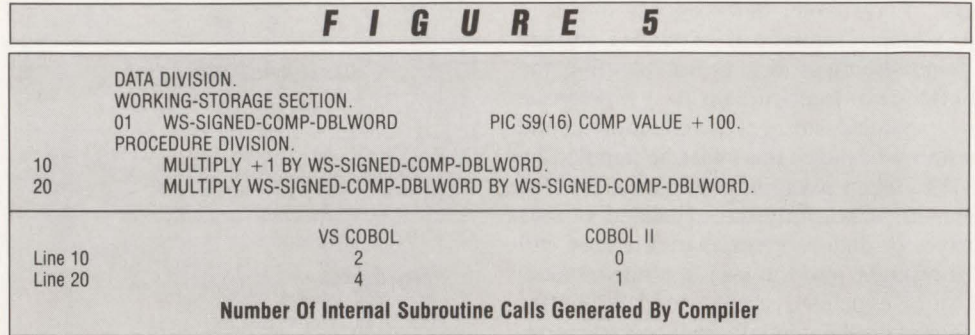 FIGURE 5
DATA DIVISION.
WORKING-STORAGE SECTION.
01 WS-SIGNED-COMP-DBLWORD PIC S9(16) COMP VALUE +100.
PROCEDURE DIVISION.
10 MULTIPLY +1 BY WS-SIGNED-COMP-DBLWORD.
20 MULTIPLY WS-SIGNED-COMP-DBLWORD BY WS-SIGNED-COMP-DBLWORD.
VS COBOL COBOL II
Line 10 2 0
Line 20 4 1
Number Of Internal Subroutine Calls Generated By Compiler